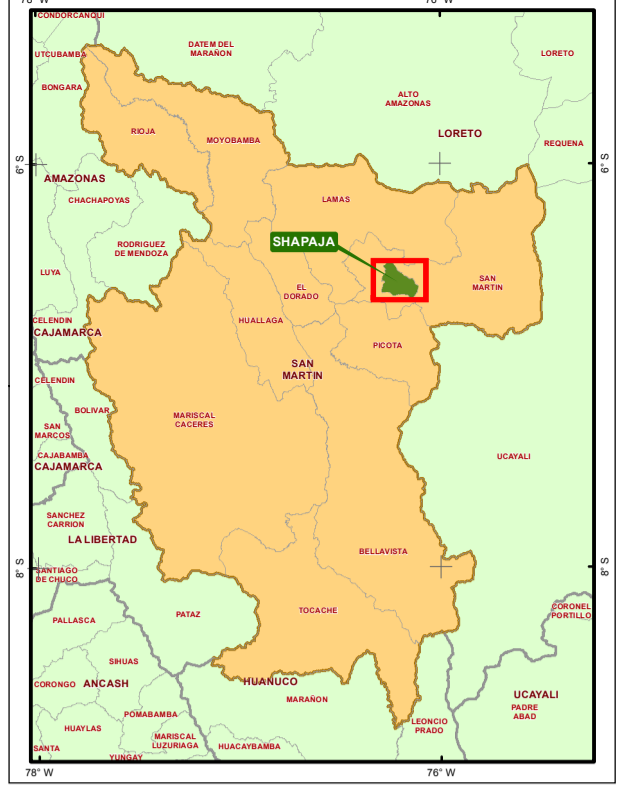 78° W
76° W
CONDORCANQUI
UTCUBAMBA
DATEM DEL
MARAÑON
LORETO
BONGARA
ALTO
AMAZONAS
RIOJA
MOYOBAMBA
LORETO
REQUENA
6° S
6° S
AMAZONAS
CHACHAPOYAS
LAMAS
RODRIGUEZ
DE MENDOZA
SHAPAJA
LUYA
EL
DORADO
SAN
MARTIN
CELENDIN
CAJAMARCA
HUALLAGA
PICOTA
SAN
MARTIN
CELENDIN
BOLIVAR
MARISCAL
CACERES
SAN
MARCOS
CAJABAMBA
CAJAMARCA
UCAYALI
SANCHEZ
CARRION
LA LIBERTAD
BELLAVISTA
8° S
8° S
SANTIAGO
DE CHUCO
PALLASCA
PATAZ
TOCACHE
CORONEL
PORTILLO
SIHUAS
CORONGO
ANCASH
HUANUCO
MARAÑON
UCAYALI
PADRE
ABAD
POMABAMBA
HUAYLAS
MARISCAL
LUZURIAGA
HUACAYBAMBA
LEONCIO
PRADO
SANTA
YUNGAY
78° W
76° W